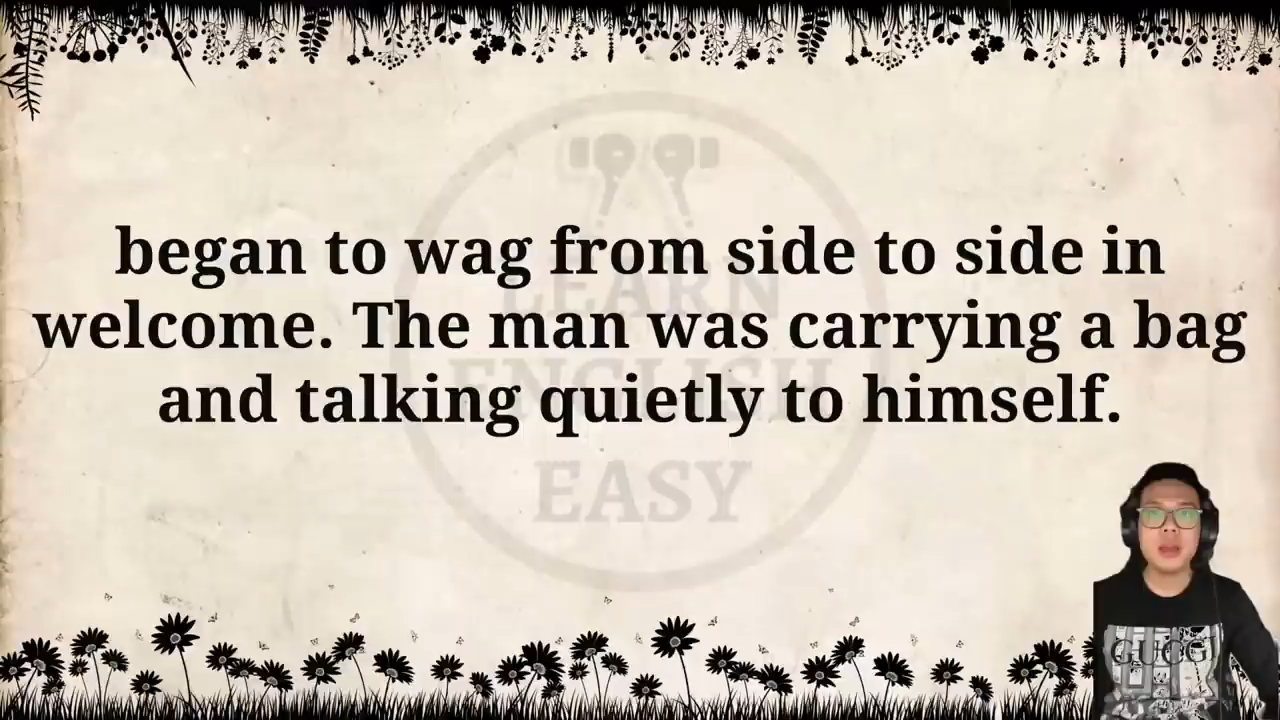 began to wag from side to side in
welcome. The man was carrying a bag
and talking quietly to himself.
LEARN
ENGLISH
EASY
GUCCI